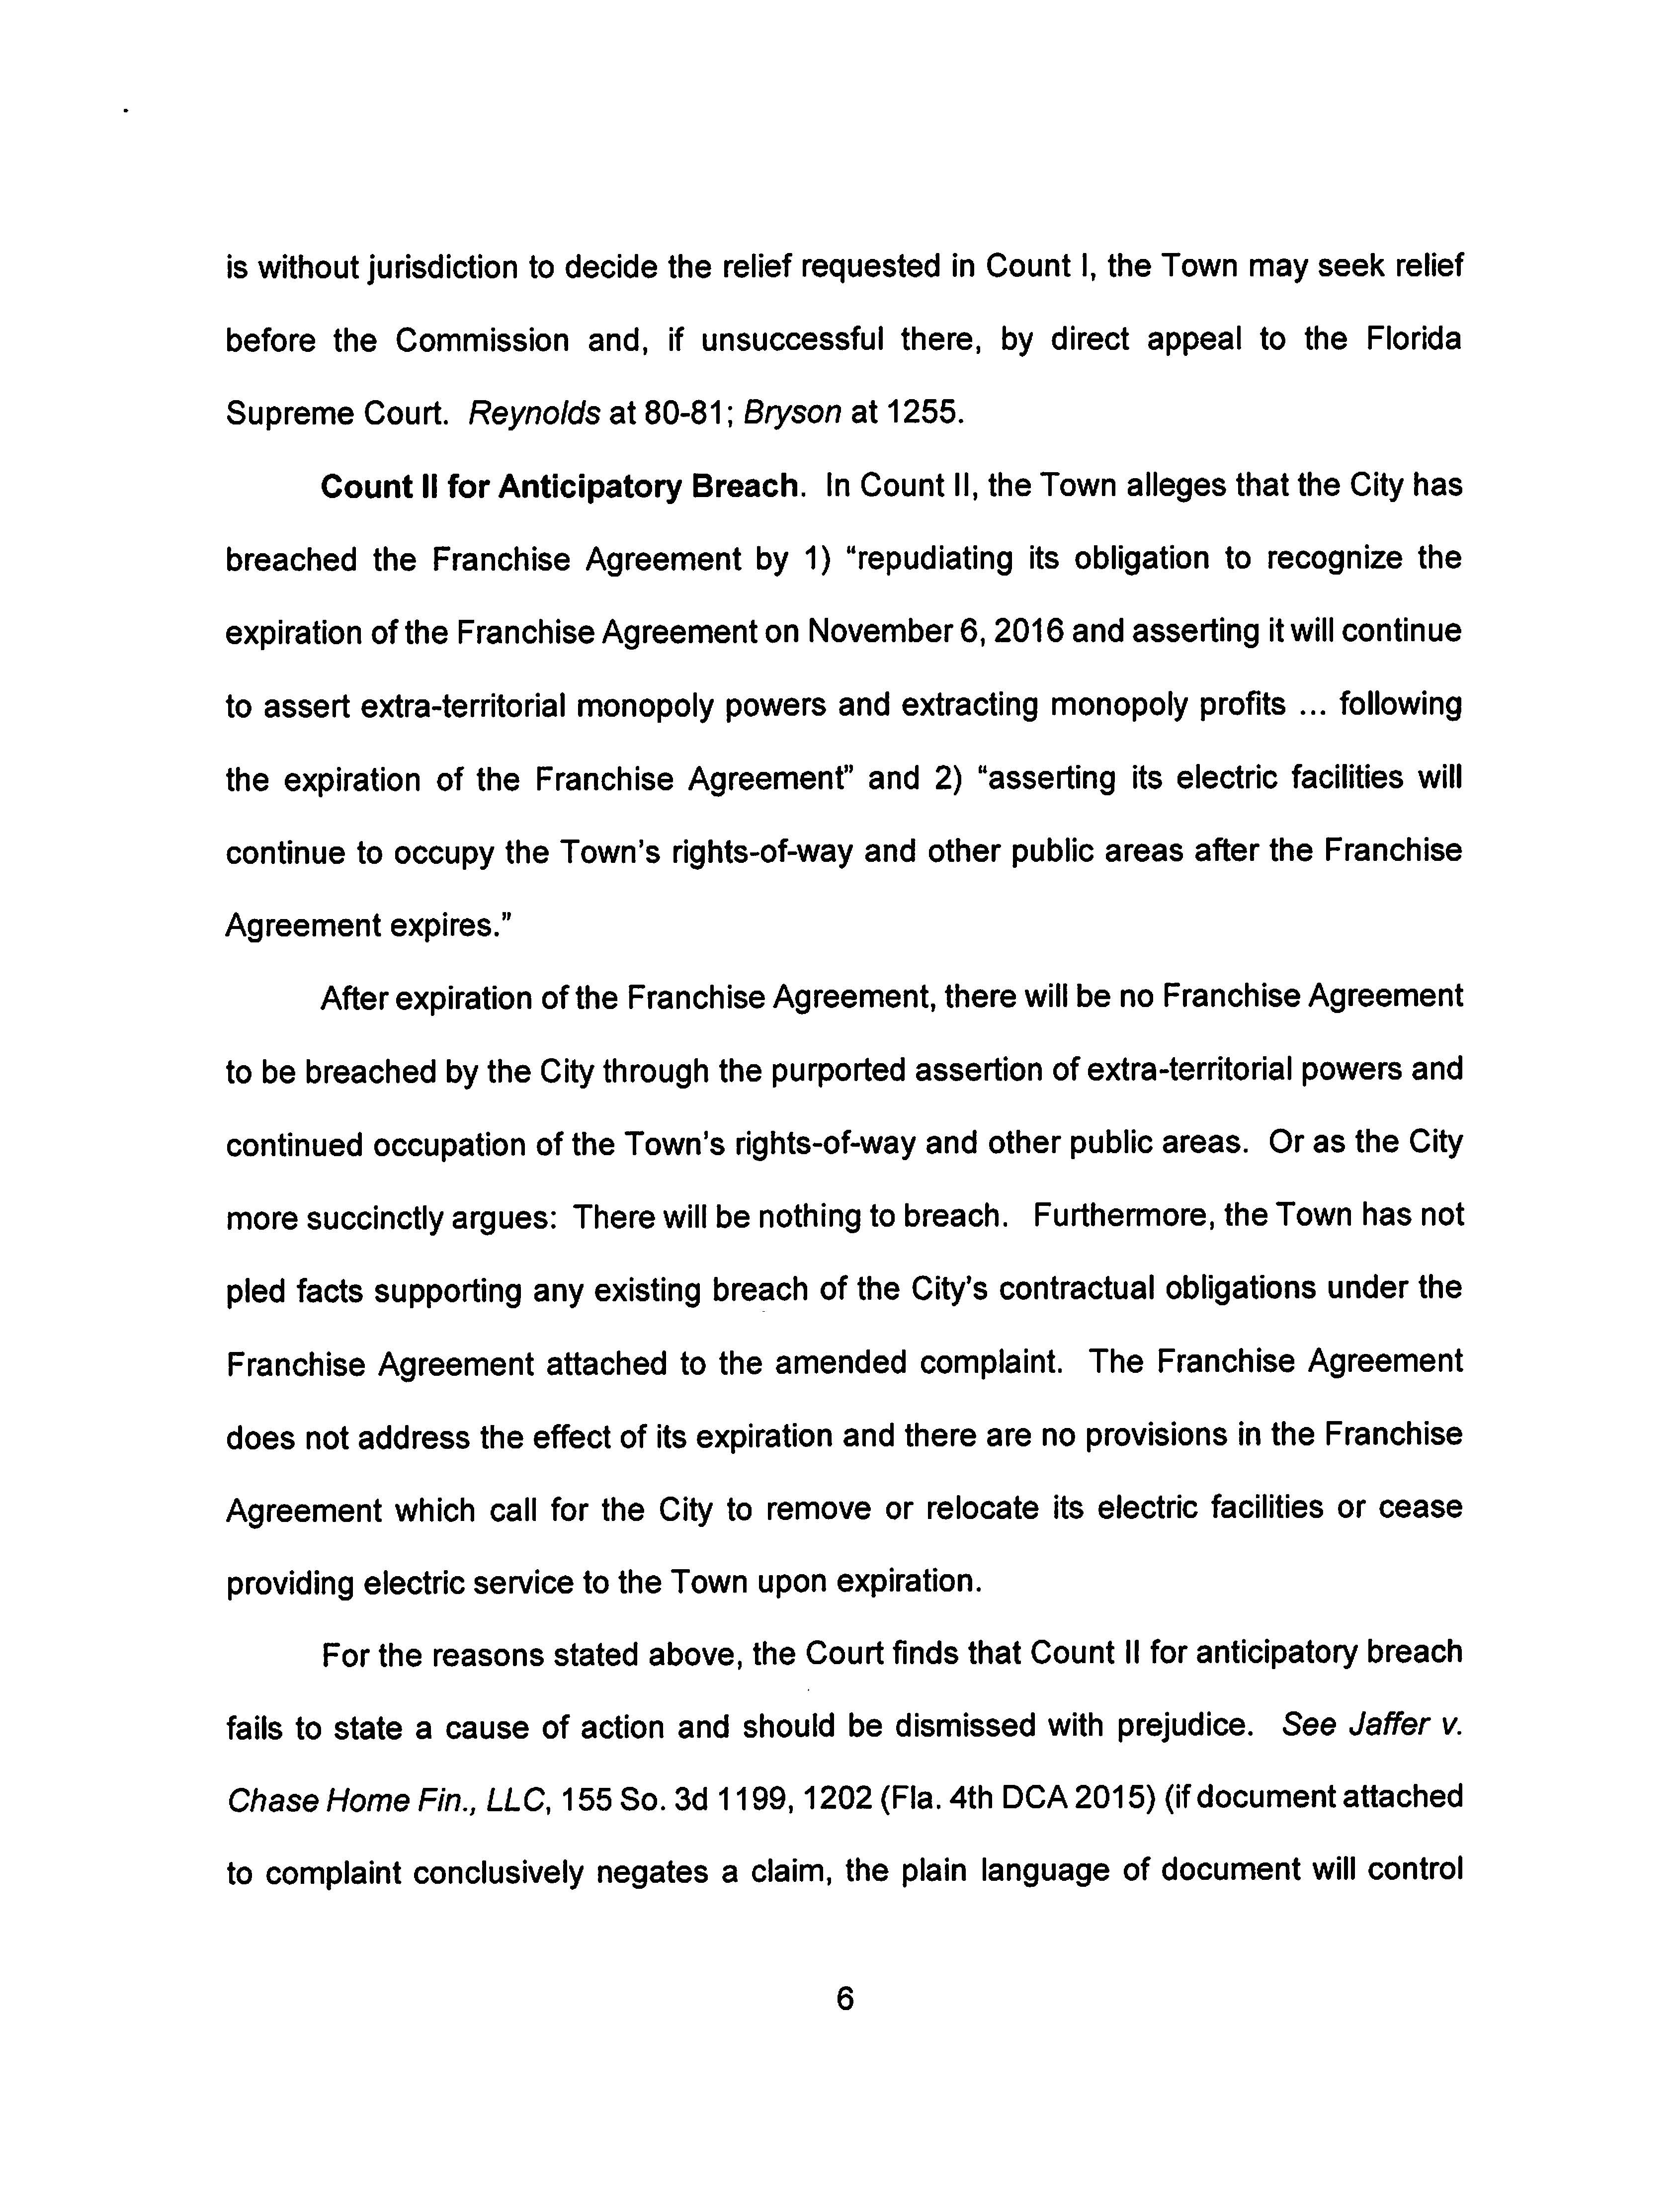 is without jurisdiction to decide the relief requested in Count I, the Town may seek relief
before the Commission and, if unsuccessful there, by direct appeal to the Florida
Supreme Court. Reynolds at 80-81; Bryson at 1255.
Count II for Anticipatory Breach. In Count II, the Town alleges that the City has
breached the Franchise Agreement by 1) “repudiating its obligation to recognize the
expiration of the Franchise Agreement on November 6, 2016 and asserting it will continue
to assert extra-territorial monopoly powers and extracting monopoly profits ... following
the expiration of the Franchise Agreement” and 2) “asserting its electric facilities will
continue to occupy the Town’s rights-of-way and other public areas after the Franchise
Agreement expires.”
After expiration of the Franchise Agreement, there will be no Franchise Agreement
to be breached by the City through the purported assertion of extra-territorial powers and
continued occupation of the Town’s rights-of-way and other public areas. Or as the City
more succinctly argues: There will be nothing to breach. Furthermore, the Town has not
pled facts supporting any existing breach of the City’s contractual obligations under the
Franchise Agreement attached to the amended complaint. The Franchise Agreement
does not address the effect of its expiration and there are no provisions in the Franchise
Agreement which call for the City to remove or relocate its electric facilities or cease
providing electric service to the Town upon expiration.
For the reasons stated above, the Court finds that Count II for anticipatory breach
fails to state a cause of action and should be dismissed with prejudice. See Jaffer v.
Chase Home Fin., LLC, 155 So. 3d 1199, 1202 (Fla. 4th DCA 2015) (if document attached
to complaint conclusively negates a claim, the plain language of document will control
6